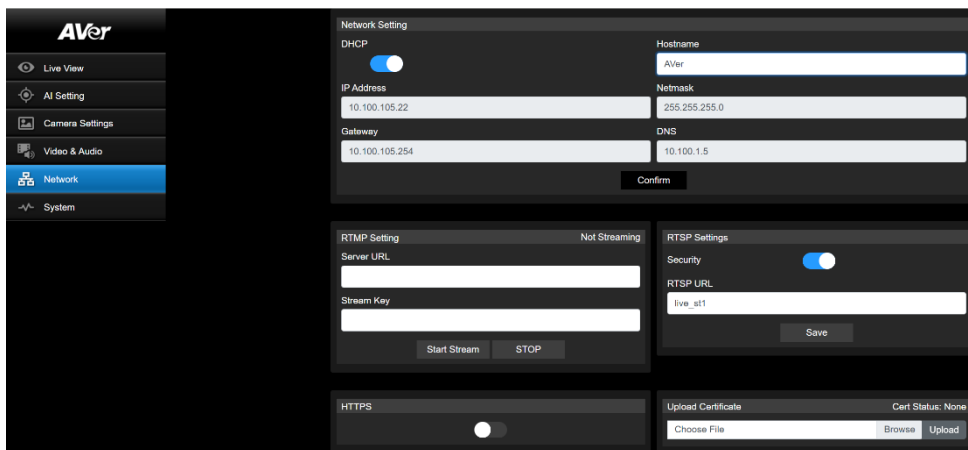 AVer
Live View
AI Setting
Camera Settings
Video & Audio
Network
System
Network Setting
DHCP
Hostname
AVer
IP Address
Netmask
10.100.105.22
255.255.255.0
Gateway
DNS
10.100.105.254
10.100.1.5
Confirm
RTMP Setting
Not Streaming
Server URL
Stream Key
Start Stream
STOP
RTSP Settings
Security
RTSP URL
live_st1
Save
HTTPS
Upload Certificate
Cert Status: None
Choose File
Browse
Upload